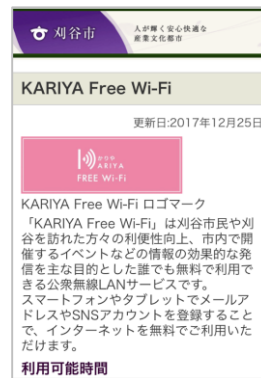 刈谷市
人が輝く安心快適な
産業文化都市
KARIYA Free Wi-Fi
更新日:2017年12月25日
かりや
ARIYA
FREE Wi-Fi
KARIYA Free Wi-Fi ロゴマーク
「KARIYA Free Wi-Fi」は刈谷市民や刈
谷を訪れた方々の利便性向上、市内で開
催するイベントなどの情報の効果的な発
信を主な目的とした誰でも無料で利用で
きる公衆無線LANサービスです。
スマートフォンやタブレットでメールア
ドレスやSNSアカウントを登録すること
で、インターネットを無料でご利用いた
だけます。
利用可能時間